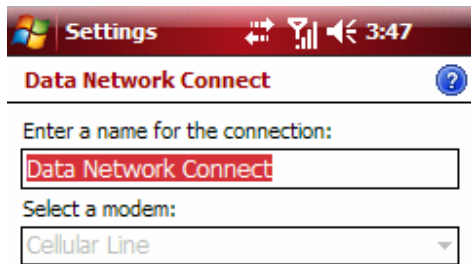 Settings 3:47
Data Network Connect ?
Enter a name for the connection:
Data Network Connect
Select a modem:
Cellular Line